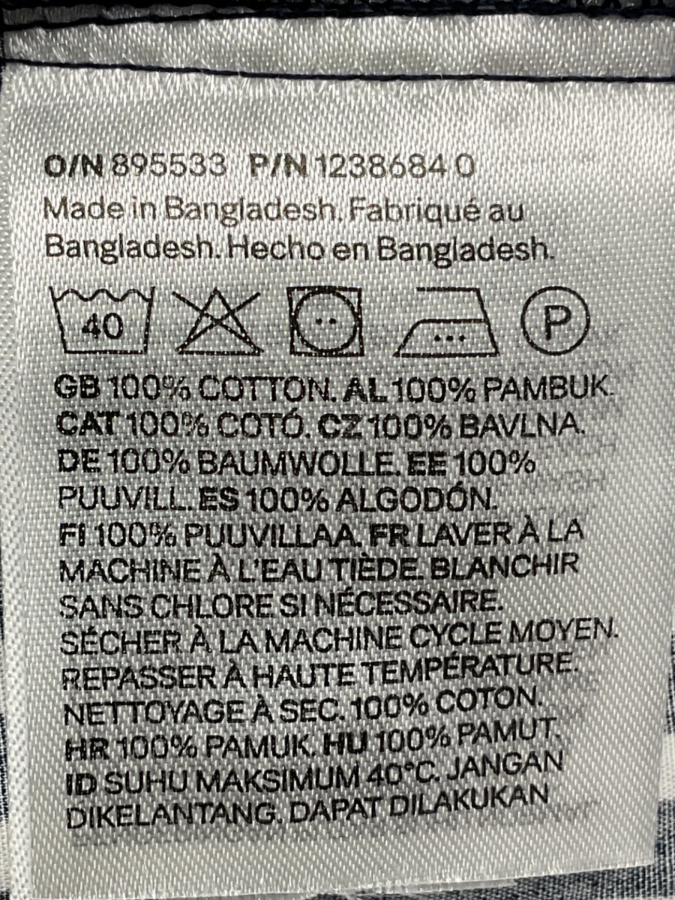 O/N 895533 P/N 1238684 0
Made in Bangladesh. Fabriqué au
Bangladesh. Hecho en Bangladesh.
40 P
GB 100% COTTON. AL 100% PAMBUK.
CAT 100% COTÓ. CZ 100% BAVLNA.
DE 100% BAUMWOLLE. EE 100%
PUUVILL. ES 100% ALGODÓN.
FI 100% PUUVILLAA. FR LAVER À LA
MACHINE À L'EAU TIÈDE. BLANCHIR
SANS CHLORE SI NÉCESSAIRE.
SÉCHER À LA MACHINE CYCLE MOYEN.
REPASSER À HAUTE TEMPÉRATURE.
NETTOYAGE À SEC. 100% COTON.
HR 100% PAMUK. HU 100% PAMUT.
ID SUHU MAKSIMUM 40°C. JANGAN
DIKELANTANG. DAPAT DILAKUKAN